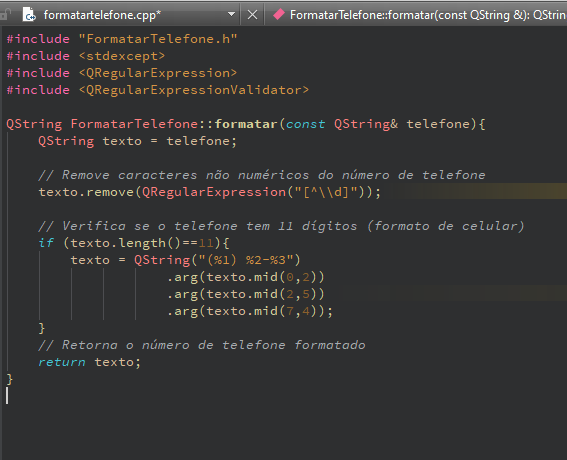 formatartelefone.cpp*
FormatarTelefone::formatar(const QString &): QStrin
#include "FormatarTelefone.h"
#include <stdexcept>
#include <QRegularExpression>
#include <QRegularExpressionValidator>
QString FormatarTelefone::formatar(const QString& telefone){
QString texto = telefone;
// Remove caracteres não numéricos do número de telefone
texto.remove(QRegularExpression("[^\\d]"));
// Verifica se o telefone tem 11 dígitos (formato de celular)
if (texto.length()==11){
texto = QString("(%1) %2-%3")
.arg(texto.mid(0,2))
.arg(texto.mid(2,5))
.arg(texto.mid(7,4));
}
// Retorna o número de telefone formatado
return texto;
}